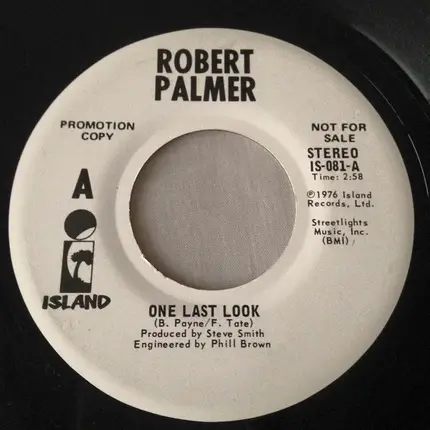 ROBERT
PALMER
PROMOTION
COPY
NOT FOR
SALE
STEREO
IS-081-A
Time: 2:58
A
℗1976 Island
Records, Ltd.
Streetlights
Music, Inc.
(BMI)
ISLAND
ONE LAST LOOK
(B. Payne/F. Tate)
Produced by Steve Smith
Engineered by Phill Brown